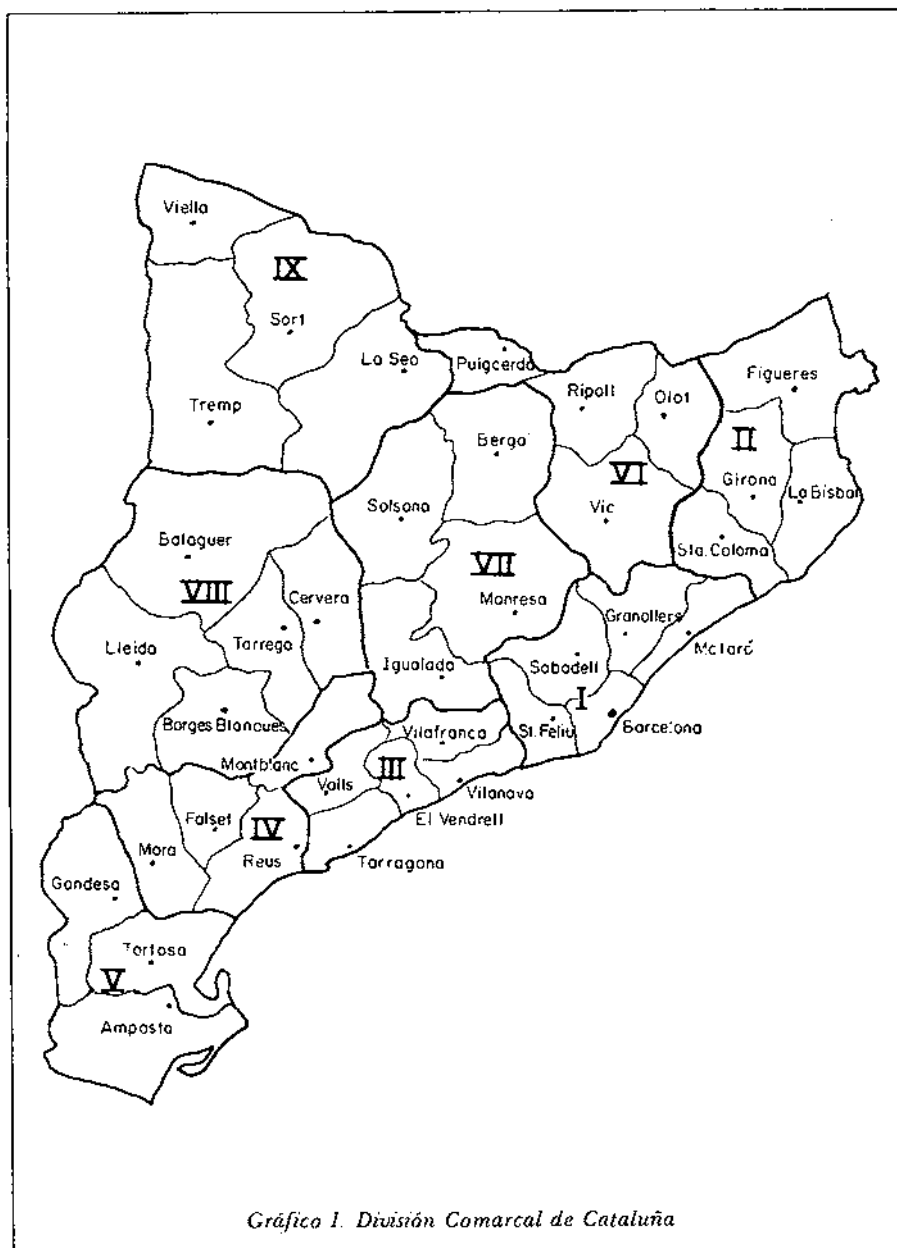 Viella
IX
Sort
La Seo
Puigcerdà
Tremp
Ripoll
Olot
Figueres
II
Girona
La Bisbal
Berga
VI
Vic
Sta. Coloma
Solsona
Balaguer
VIII
VII
Manresa
Cervera
Tarrega
Lleida
Granollers
Mataró
Sabadell
Igualada
I
Barcelona
St. Feliu
Borges Blanques
Vilafranca
Montblanc
III
Valls
Vilanova
El Vendrell
Falset
IV
Mora
Reus
Tarragona
Gandesa
Tortosa
V
Amposta
Gráfico 1. División Comarcal de Cataluña